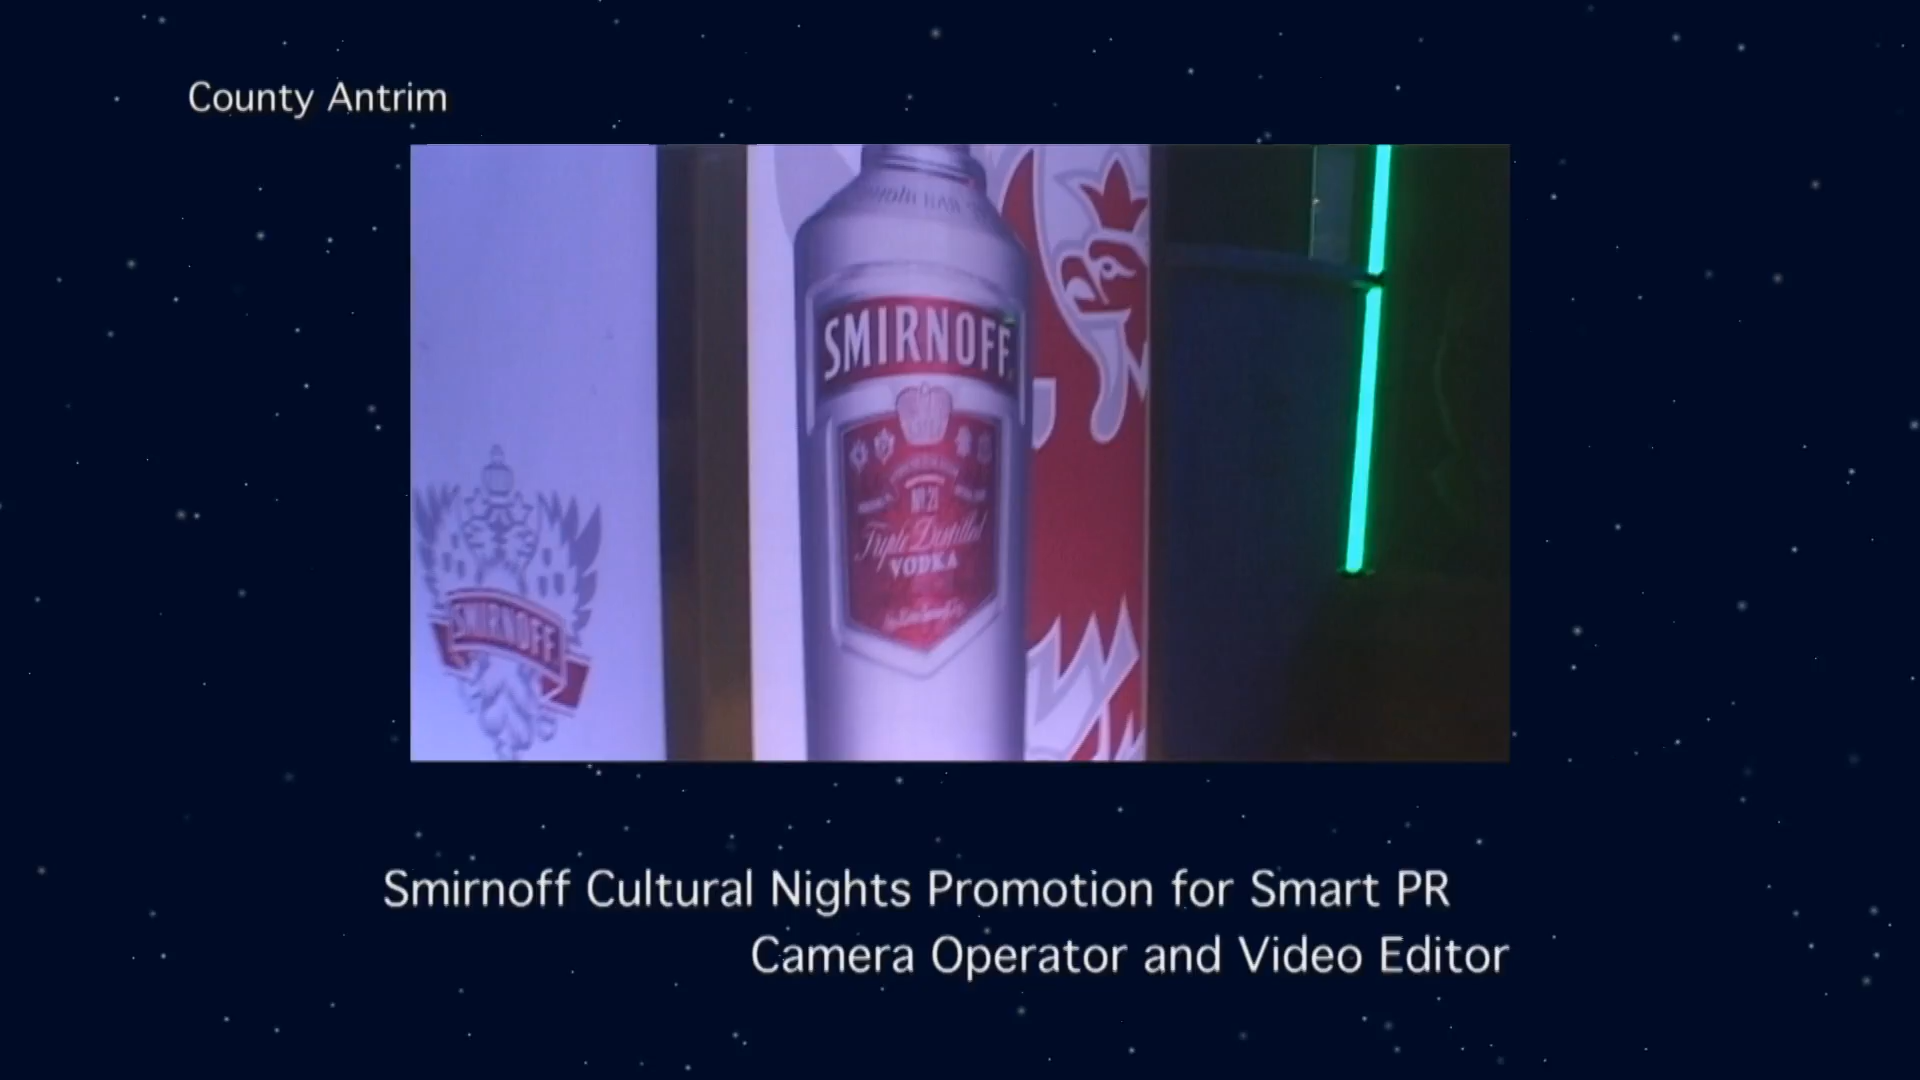 County Antrim
SMIRNOFF
Nº21
Triple Distilled
VODKA
SMIRNOFF
Smirnoff Cultural Nights Promotion for Smart PR
Camera Operator and Video Editor